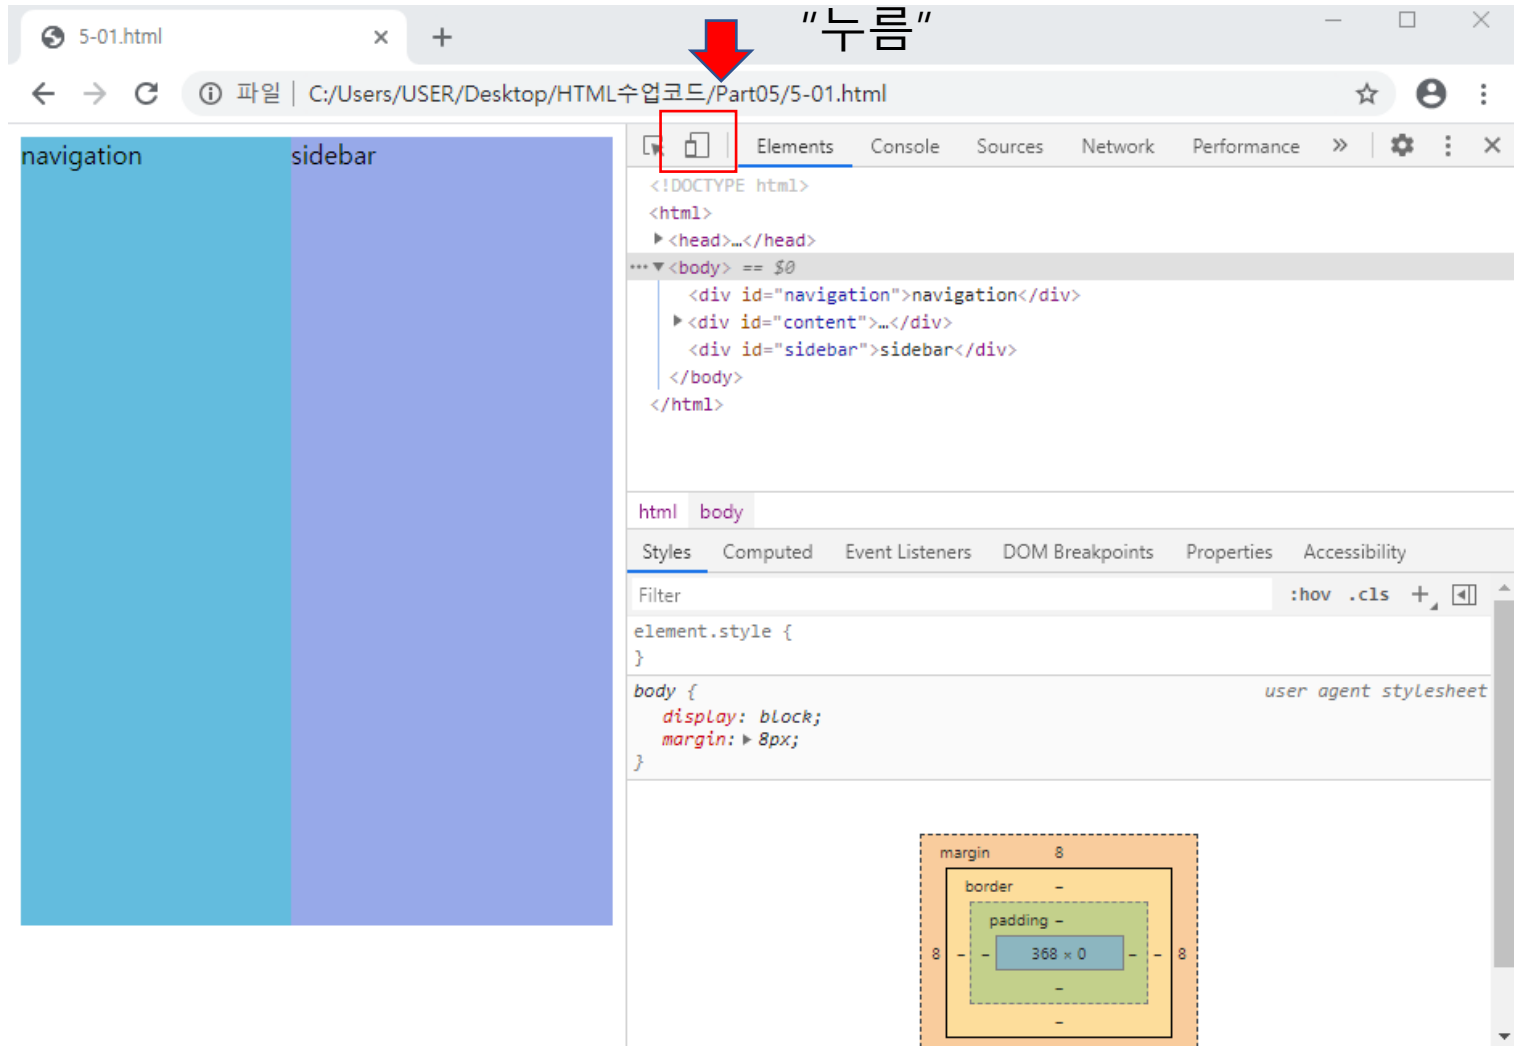 "누름"
5-01.html
파일 | C:/Users/USER/Desktop/HTML수업코드/Part05/5-01.html
navigation
sidebar
Elements Console Sources Network Performance »
<!DOCTYPE html>
<html>
<head>…</head>
<body> == $0
<div id="navigation">navigation</div>
<div id="content">…</div>
<div id="sidebar">sidebar</div>
</body>
</html>
html body
Styles Computed Event Listeners DOM Breakpoints Properties Accessibility
Filter :hov .cls +
element.style {
}
body { user agent stylesheet
display: block;
margin: 8px;
}
margin 8
border –
padding –
8 – – 368 × 0 – – 8
–
–